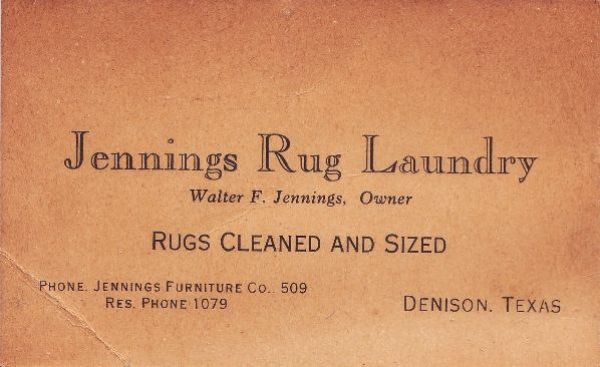 Jennings Rug Laundry
Walter F. Jennings, Owner
RUGS CLEANED AND SIZED
PHONE. JENNINGS FURNITURE CO.. 509
RES. PHONE 1079
DENISON. TEXAS